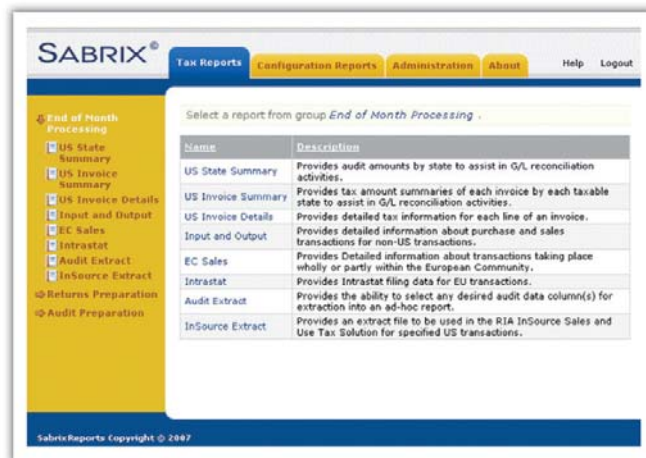 SABRIX©
Tax Reports Configuration Reports Administration About Help Logout
End of Month
Processing
US State
Summary
US Invoice
Summary
US Invoice Details
Input and Output
EC Sales
Intrastat
Audit Extract
InSource Extract
Returns Preparation
Audit Preparation
Select a report from group End of Month Processing .
Name Description
US State Summary Provides audit amounts by state to assist in G/L reconciliation
activities.
US Invoice Summary Provides tax amount summaries of each invoice by each taxable
state to assist in G/L reconciliation activities.
US Invoice Details Provides detailed tax information for each line of an invoice.
Input and Output Provides detailed information about purchase and sales
transactions for non-US transactions.
EC Sales Provides Detailed information about transactions taking place
wholly or partly within the European Community.
Intrastat Provides Intrastat filing data for EU transactions.
Audit Extract Provides the ability to select any desired audit data column(s) for
extraction into an ad-hoc report.
InSource Extract Provides an extract file to be used in the RIA InSource Sales and
Use Tax Solution for specified US transactions.
SabrixReports Copyright © 2007